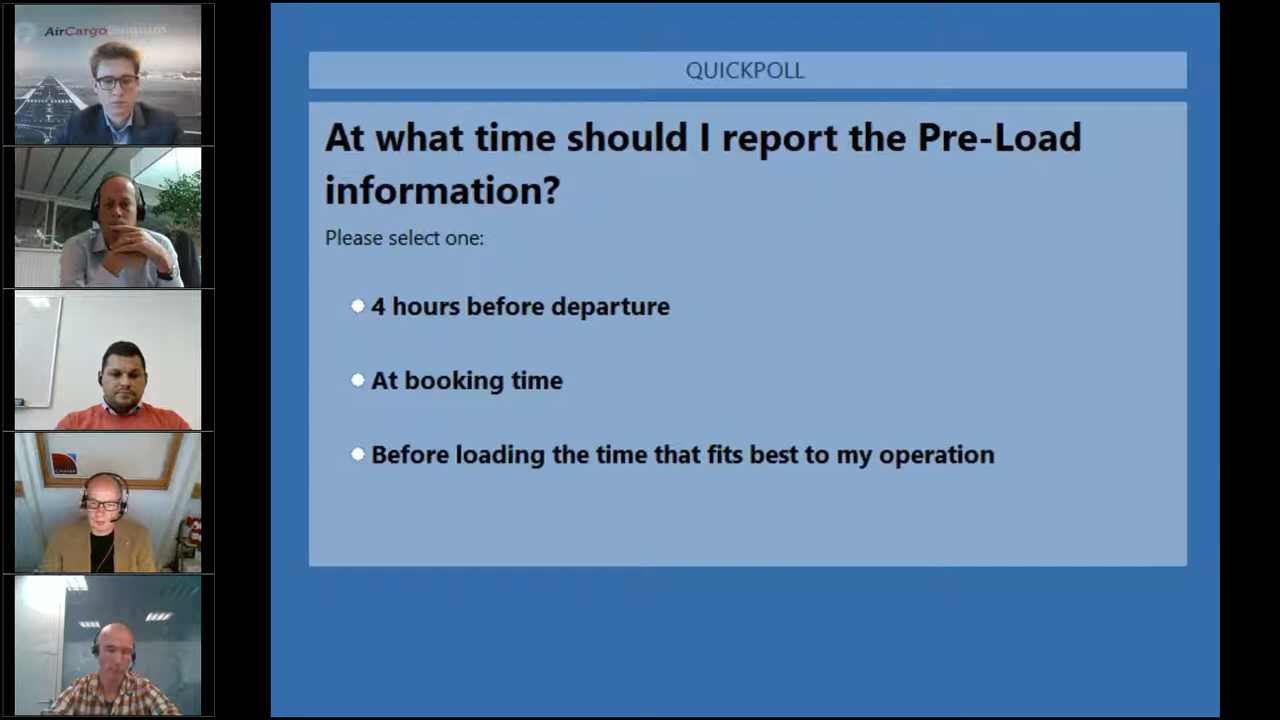 AirCargoBelgium
QUICKPOLL
At what time should I report the Pre-Load
information?
Please select one:
4 hours before departure
At booking time
Before loading the time that fits best to my operation